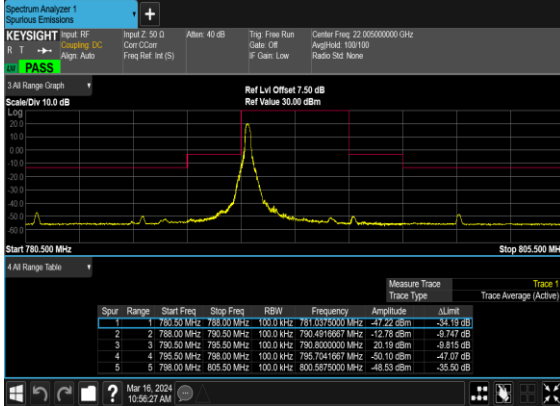 Spectrum Analyzer 1
Spurious Emissions
+
KEYSIGHT Input: RF Input Z: 50 Ω Atten: 40 dB Trig: Free Run Center Freq: 22.005000000 GHz
R T Coupling: DC Corr CCorr Gate: Off Avg|Hold: 100/100
Align: Auto Freq Ref: Int (S) IF Gain: Low Radio Std: None
PASS
3 All Range Graph
Ref Lvl Offset 7.50 dB
Scale/Div 10.0 dB Ref Value 30.00 dBm
Log
20.0
10.0
0.00
-10.0
-20.0
-30.0
-40.0
-50.0
-60.0
Start 780.500 MHz Stop 805.500 MH
4 All Range Table
Measure Trace Trace 1
Trace Type Trace Average (Active)
Spur Range Start Freq Stop Freq RBW Frequency Amplitude ΔLimit
1 1 780.50 MHz 788.00 MHz 100.0 kHz 781.0375000 MHz -47.22 dBm -34.19 dB
2 2 788.00 MHz 790.50 MHz 100.0 kHz 790.4916667 MHz -12.78 dBm -9.747 dB
3 3 790.50 MHz 795.50 MHz 100.0 kHz 790.8000000 MHz 20.19 dBm -9.815 dB
4 4 795.50 MHz 798.00 MHz 100.0 kHz 795.7041667 MHz -50.10 dBm -47.07 dB
5 5 798.00 MHz 805.50 MHz 100.0 kHz 800.5875000 MHz -48.53 dBm -35.50 dB
?
Mar 16, 2024
10:56:27 AM